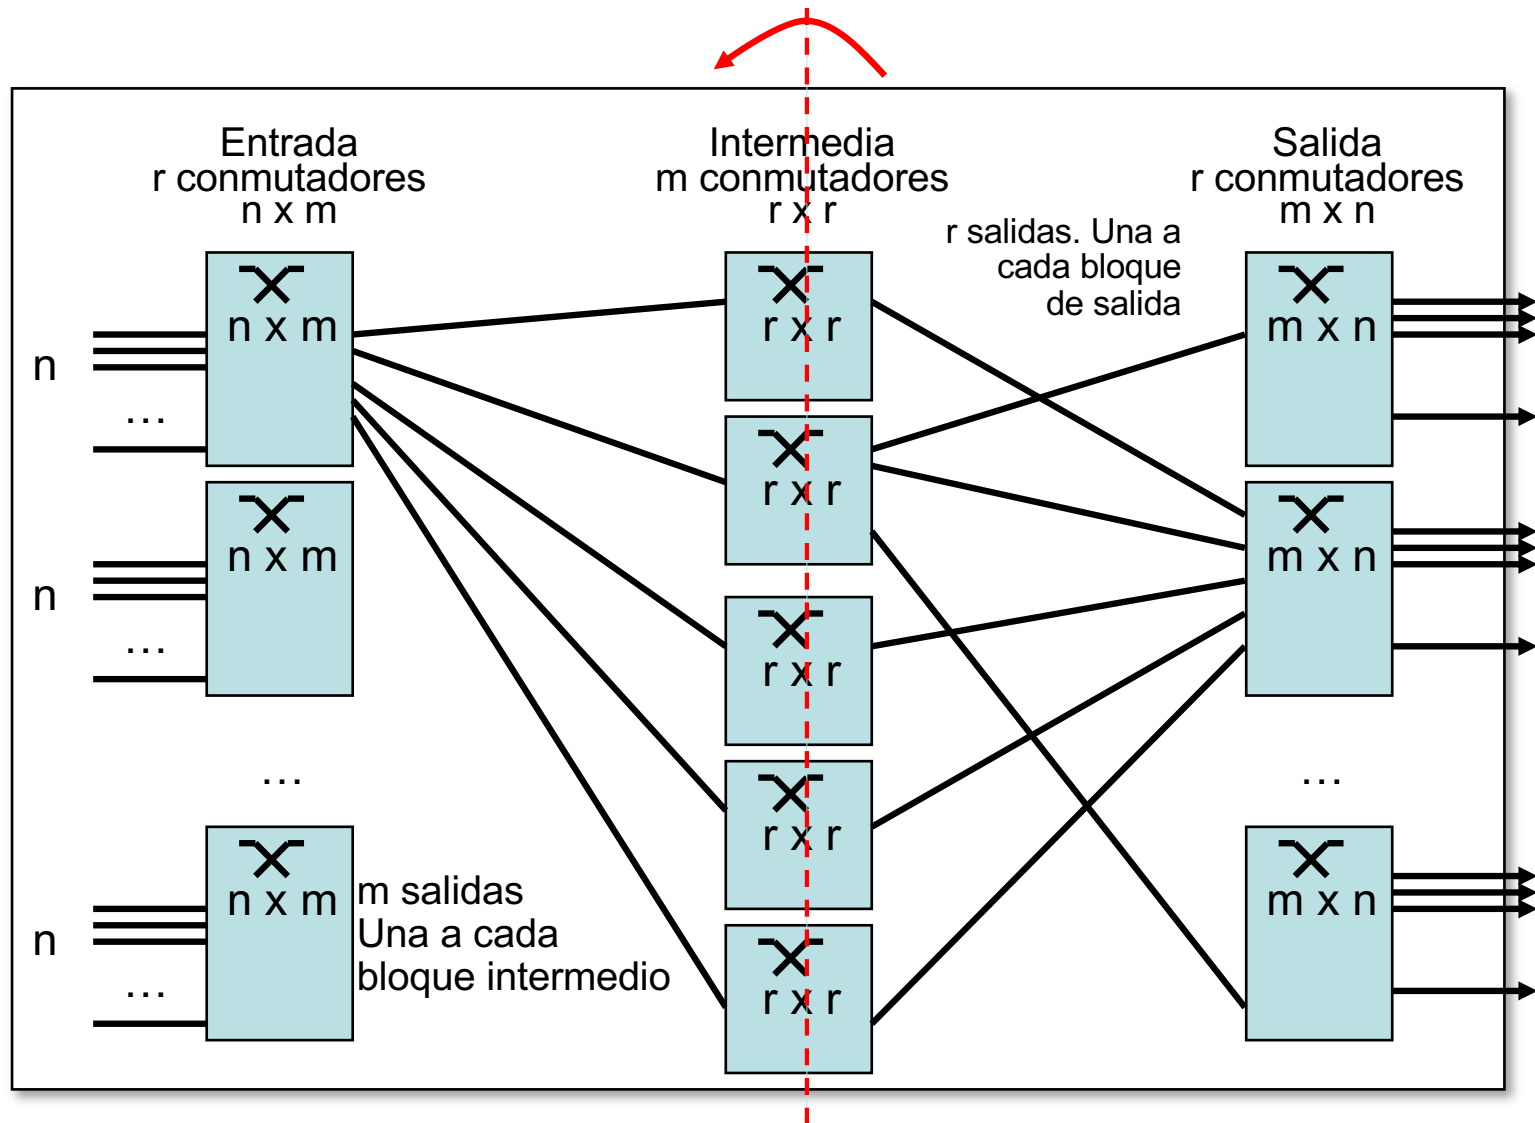 Entrada
r conmutadores
n x m
Intermedia
m conmutadores
r x r
Salida
r conmutadores
m x n
r salidas. Una a
cada bloque
de salida
n x m
n
...
n x m
n
...
...
n x m
n
...
m salidas
Una a cada
bloque intermedio
r x r
r x r
r x r
r x r
r x r
m x n
m x n
...
m x n